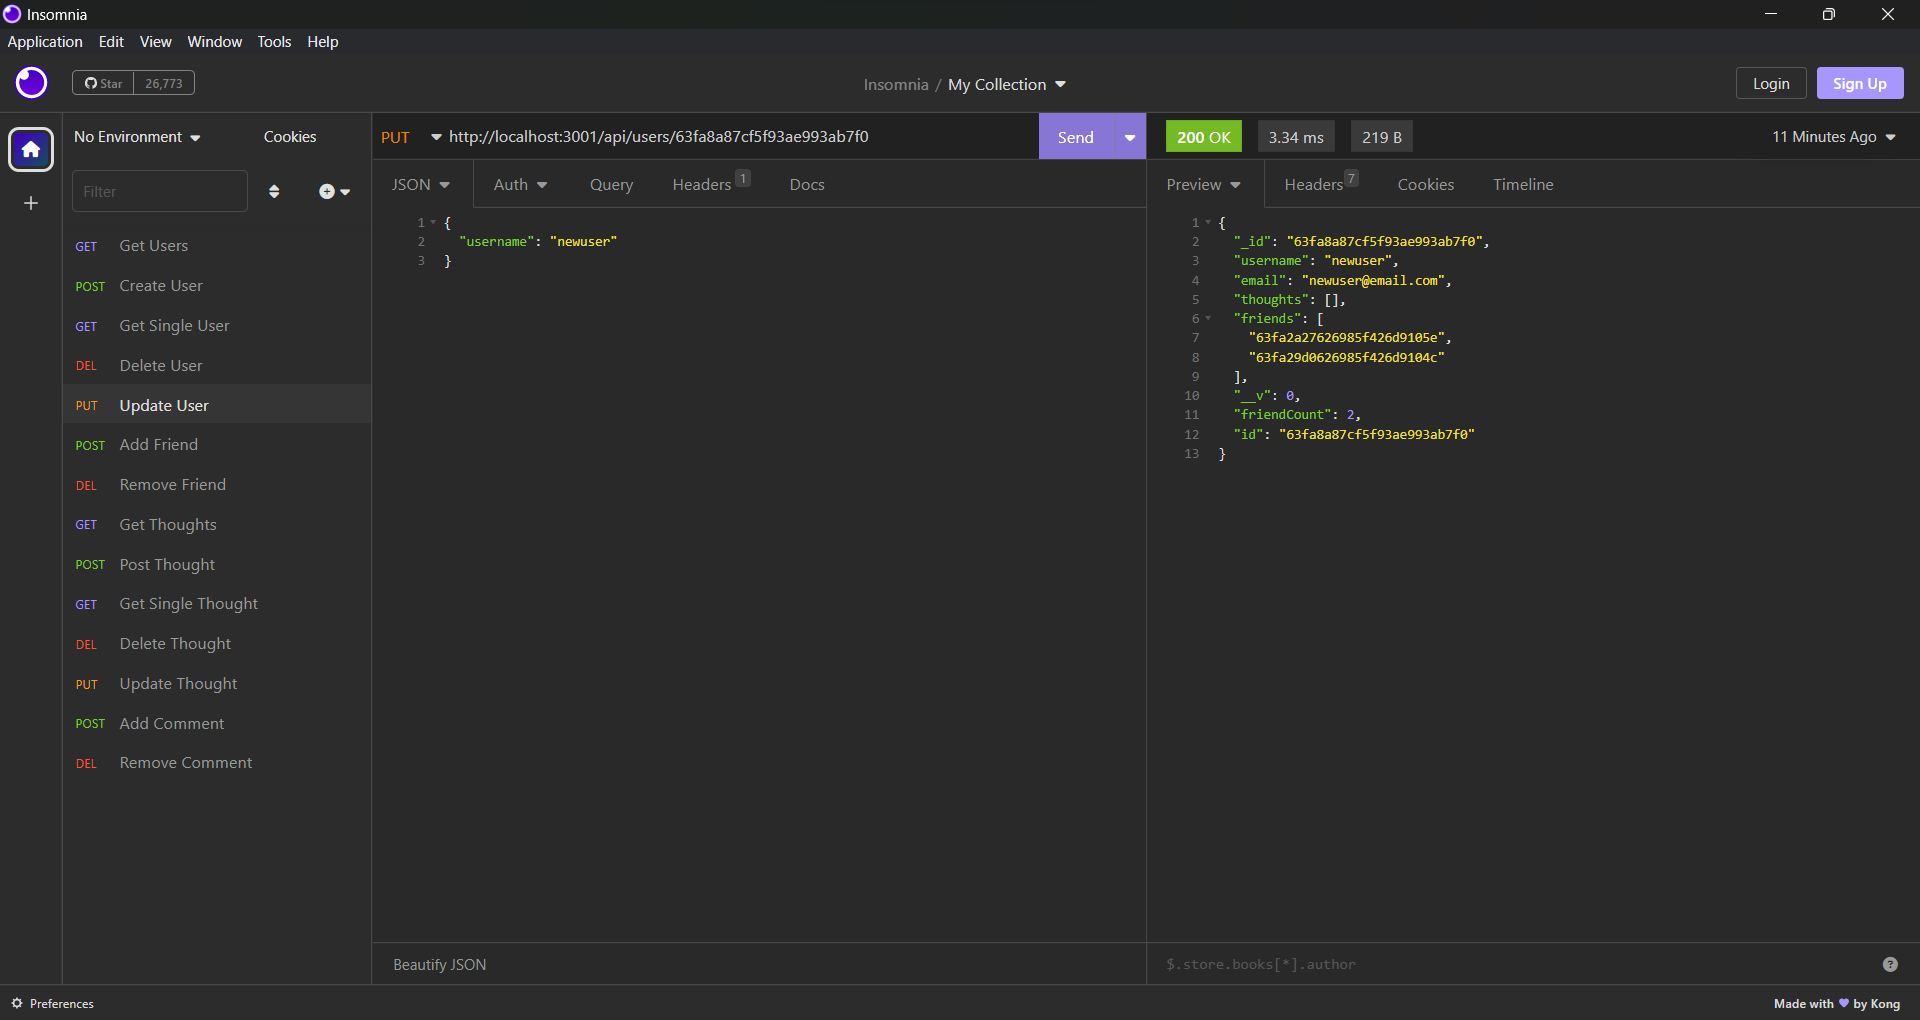 Insomnia
Application Edit View Window Tools Help
Star 26,773
Insomnia / My Collection
Login Sign Up
No Environment Cookies
PUT http://localhost:3001/api/users/63fa8a87cf5f93ae993ab7f0 Send
200 OK 3.34 ms 219 B 11 Minutes Ago
Filter
JSON Auth Query Headers 1 Docs
Preview Headers 7 Cookies Timeline
GET Get Users
POST Create User
GET Get Single User
DEL Delete User
PUT Update User
POST Add Friend
DEL Remove Friend
GET Get Thoughts
POST Post Thought
GET Get Single Thought
DEL Delete Thought
PUT Update Thought
POST Add Comment
DEL Remove Comment
1 {
2 "username": "newuser"
3 }
Beautify JSON
1 {
2 "_id": "63fa8a87cf5f93ae993ab7f0",
3 "username": "newuser",
4 "email": "newuser@email.com",
5 "thoughts": [],
6 "friends": [
7 "63fa2a27626985f426d9105e",
8 "63fa29d0626985f426d9104c"
9 ],
10 "__v": 0,
11 "friendCount": 2,
12 "id": "63fa8a87cf5f93ae993ab7f0"
13 }
$.store.books[*].author ?
Preferences
Made with 💜 by Kong